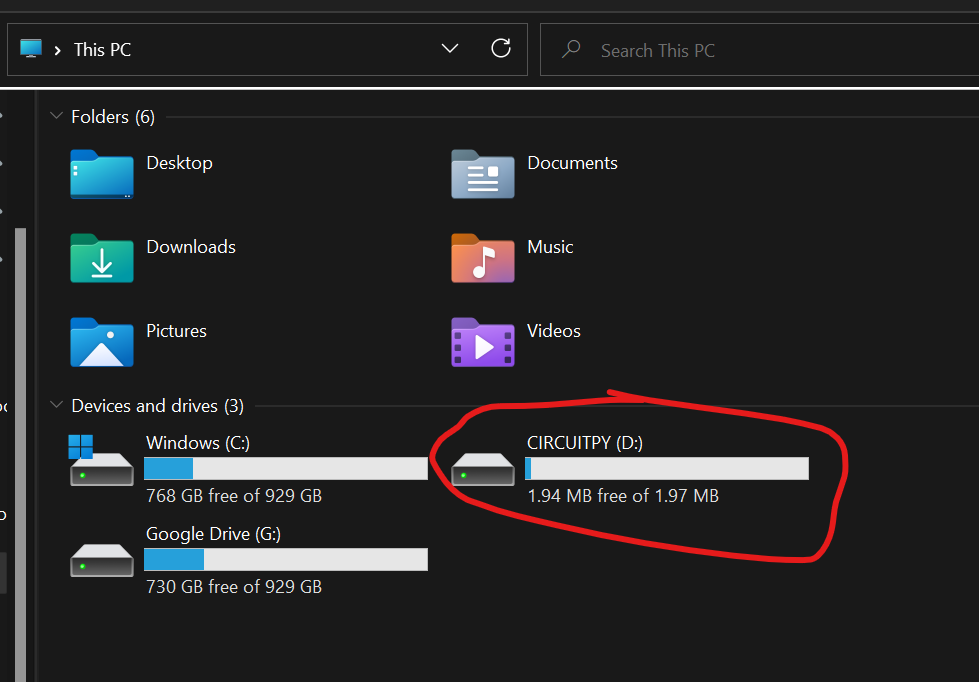 This PC
Search This PC
Folders (6)
Desktop
Documents
Downloads
Music
Pictures
Videos
Devices and drives (3)
Windows (C:)
768 GB free of 929 GB
CIRCUITPY (D:)
1.94 MB free of 1.97 MB
Google Drive (G:)
730 GB free of 929 GB